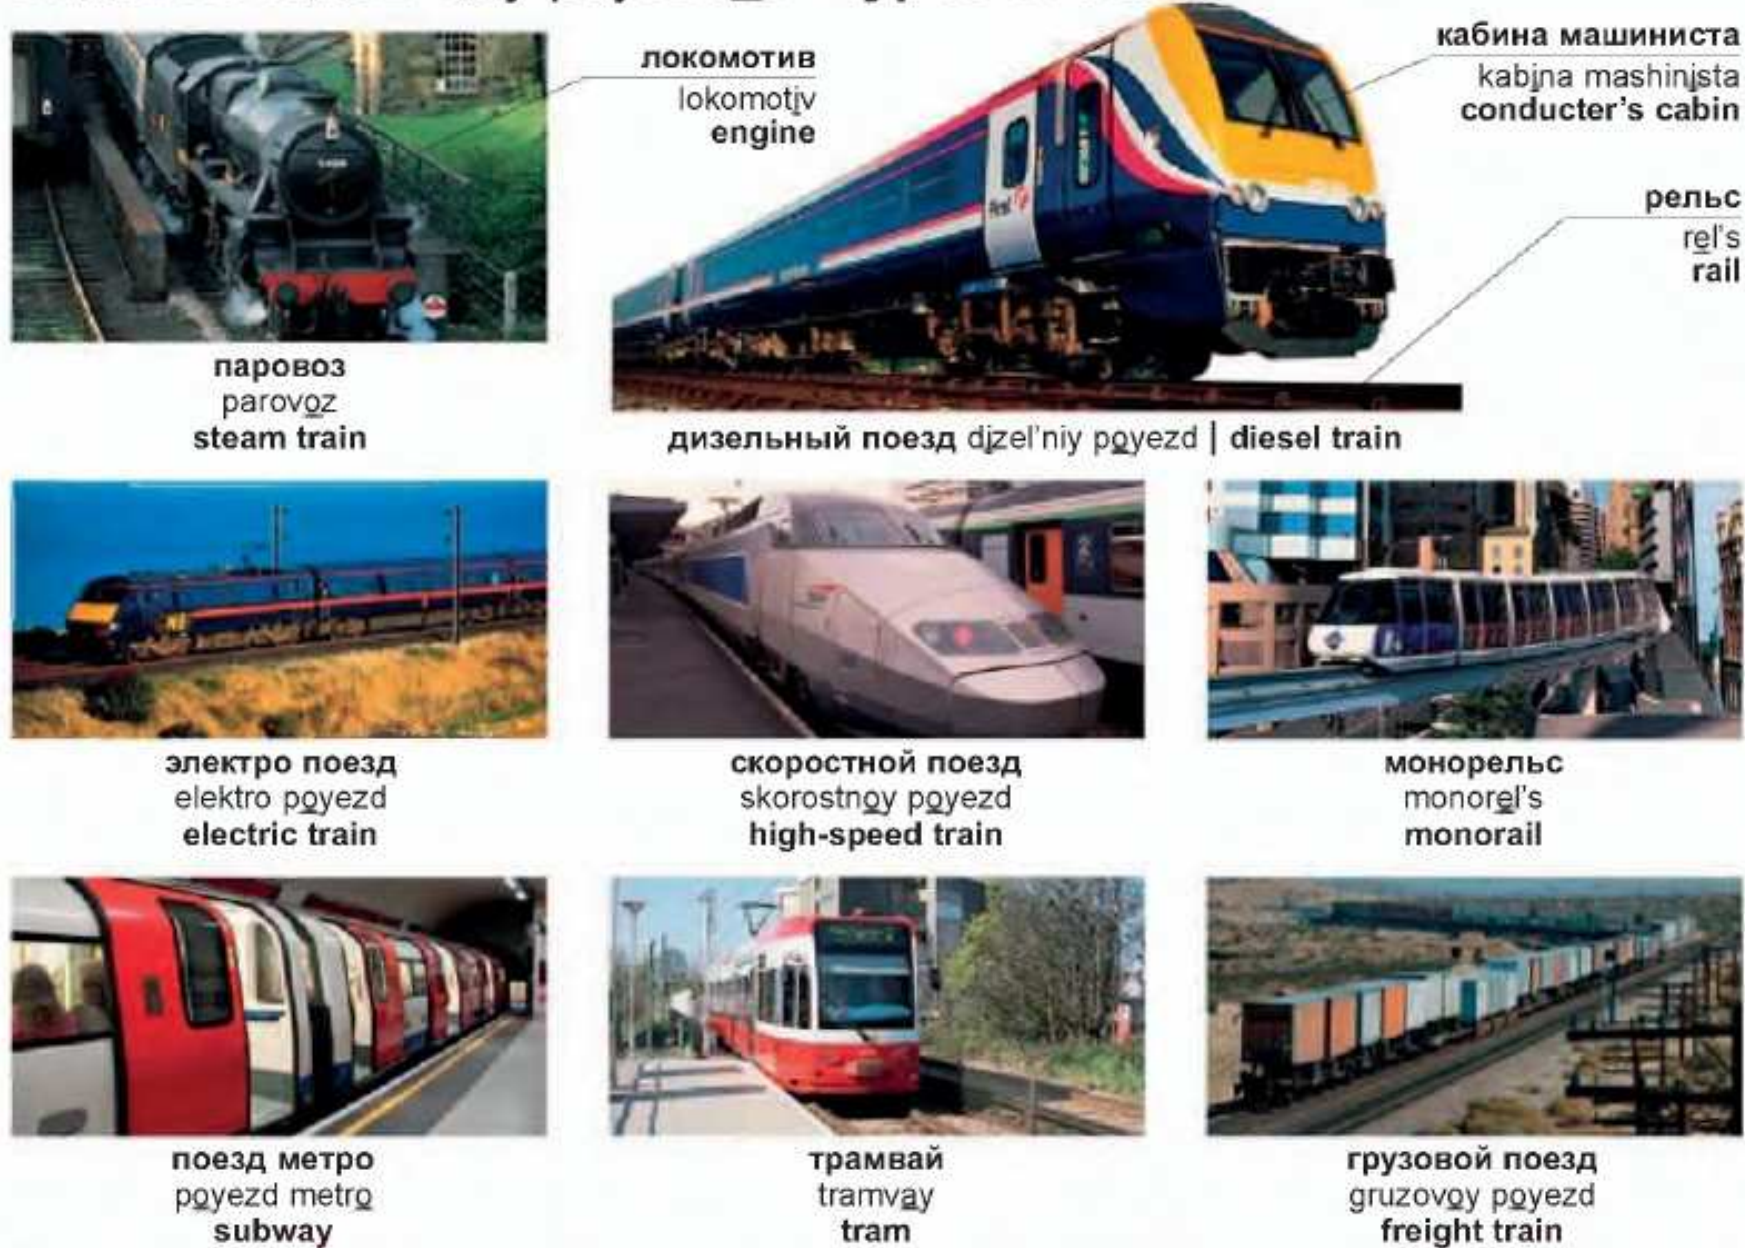 локомотив
lokomotiv
engine
кабина машиниста
kabina mashinista
conducter's cabin
рельс
rel's
rail
паровоз
parovoz
steam train
дизельный поезд dizel'niy poyezd | diesel train
электро поезд
elektro poyezd
electric train
скоростной поезд
skorostnoy poyezd
high-speed train
монорельс
monorel's
monorail
поезд метро
poyezd metro
subway
трамвай
tramvay
tram
грузовой поезд
gruzovoy poyezd
freight train